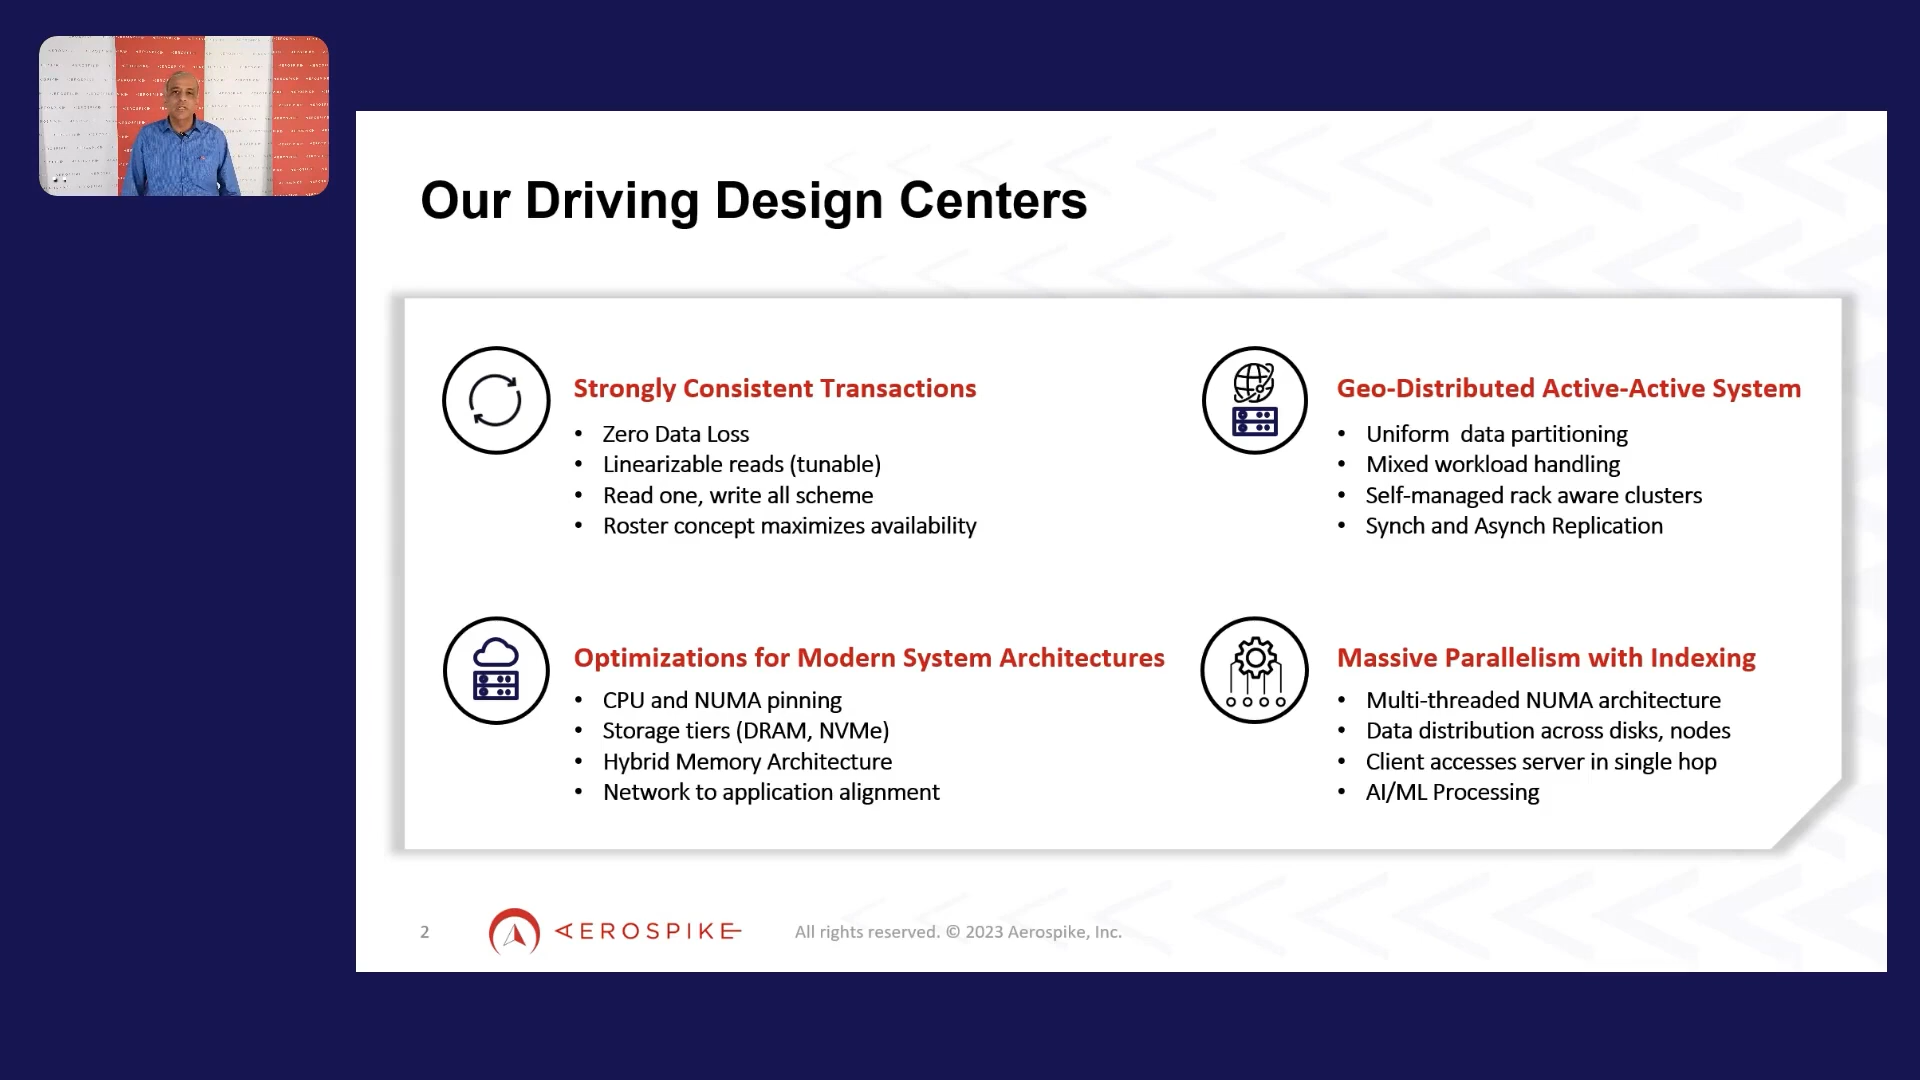 Our Driving Design Centers
Strongly Consistent Transactions
• Zero Data Loss
• Linearizable reads (tunable)
• Read one, write all scheme
• Roster concept maximizes availability
Geo-Distributed Active-Active System
• Uniform data partitioning
• Mixed workload handling
• Self-managed rack aware clusters
• Synch and Asynch Replication
Optimizations for Modern System Architectures
• CPU and NUMA pinning
• Storage tiers (DRAM, NVMe)
• Hybrid Memory Architecture
• Network to application alignment
Massive Parallelism with Indexing
• Multi-threaded NUMA architecture
• Data distribution across disks, nodes
• Client accesses server in single hop
• AI/ML Processing
2
AEROSPIKE
All rights reserved. © 2023 Aerospike, Inc.